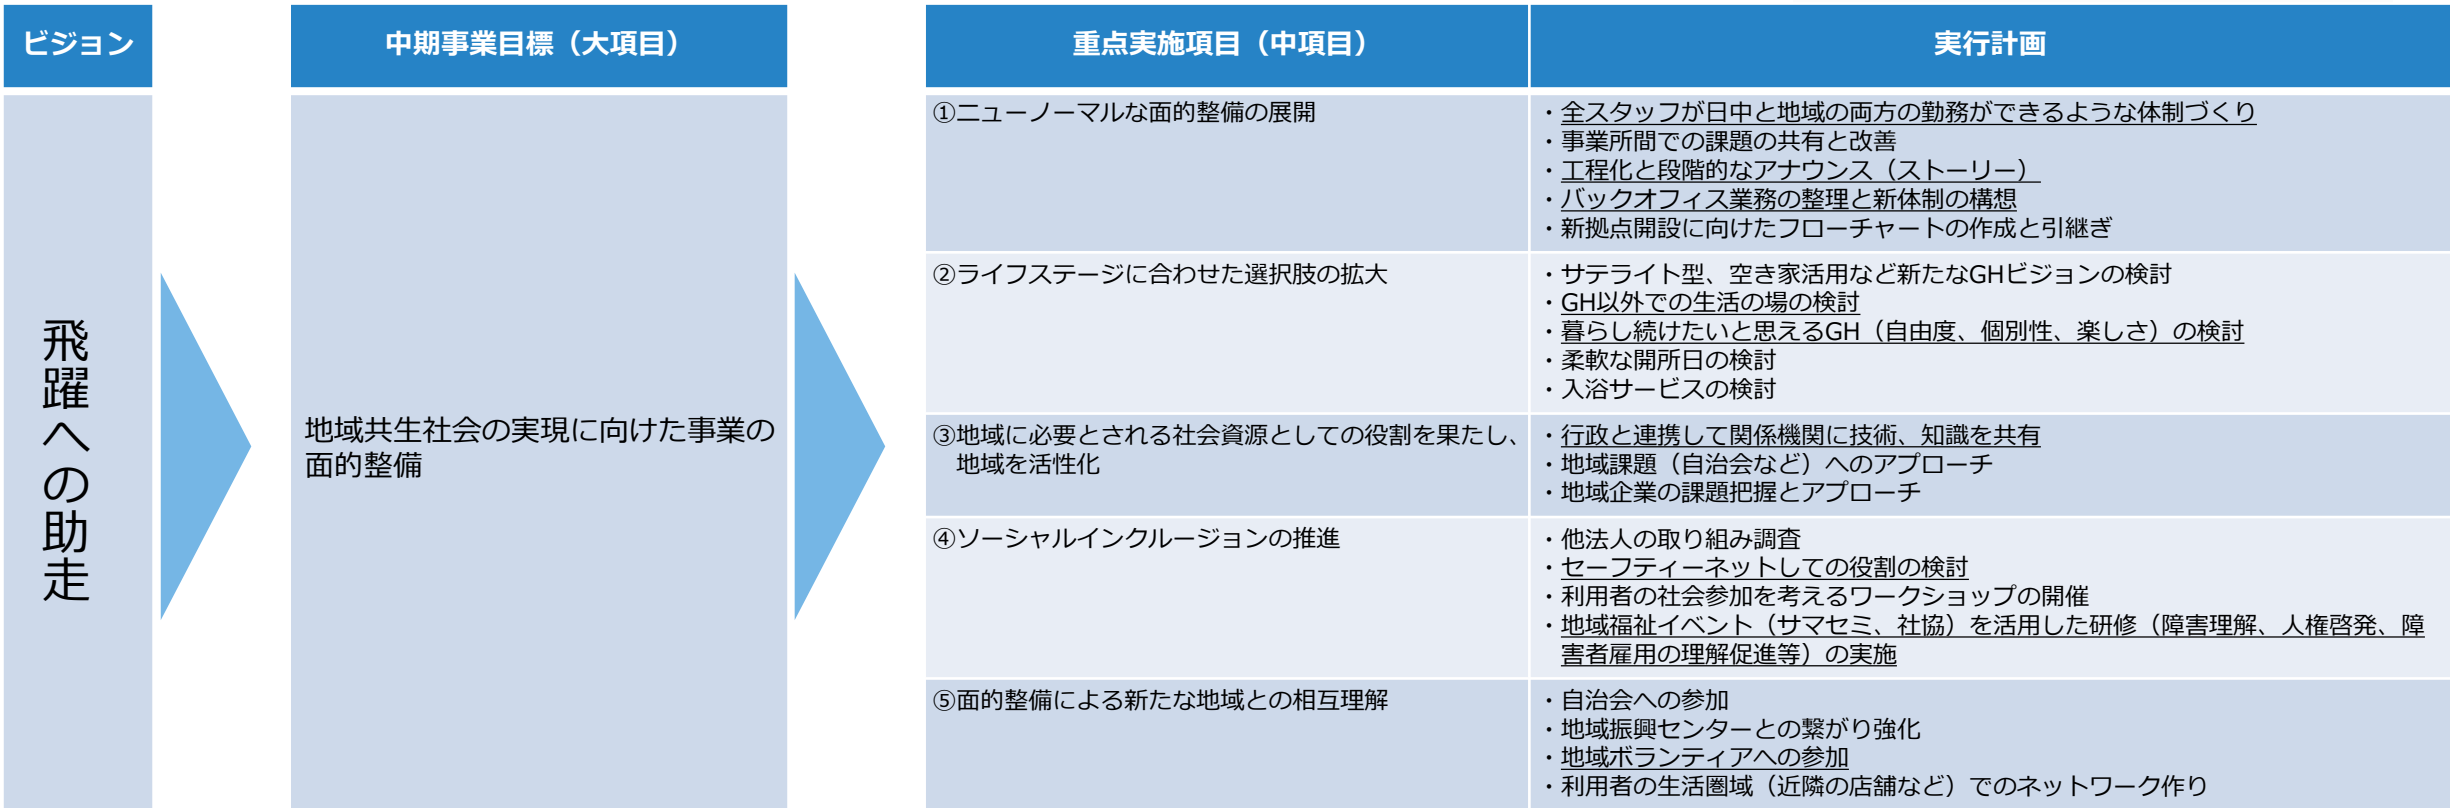 ビジョン
中期事業目標（大項目）
重点実施項目（中項目）
実行計画
飛躍への助走
地域共生社会の実現に向けた事業の
面的整備
①ニューノーマルな面的整備の展開
・全スタッフが日中と地域の両方の勤務ができるような体制づくり
・事業所間での課題の共有と改善
・工程化と段階的なアナウンス（ストーリー）
・バックオフィス業務の整理と新体制の構想
・新拠点開設に向けたフローチャートの作成と引継ぎ
②ライフステージに合わせた選択肢の拡大
・サテライト型、空き家活用など新たなGHビジョンの検討
・GH以外での生活の場の検討
・暮らし続けたいと思えるGH（自由度、個別性、楽しさ）の検討
・柔軟な開所日の検討
・入浴サービスの検討
③地域に必要とされる社会資源としての役割を果たし、
地域を活性化
・行政と連携して関係機関に技術、知識を共有
・地域課題（自治会など）へのアプローチ
・地域企業の課題把握とアプローチ
④ソーシャルインクルージョンの推進
・他法人の取り組み調査
・セーフティーネットしての役割の検討
・利用者の社会参加を考えるワークショップの開催
・地域福祉イベント（サマセミ、社協）を活用した研修（障害理解、人権啓発、障
害者雇用の理解促進等）の実施
⑤面的整備による新たな地域との相互理解
・自治会への参加
・地域振興センターとの繋がり強化
・地域ボランティアへの参加
・利用者の生活圏域（近隣の店舗など）でのネットワーク作り